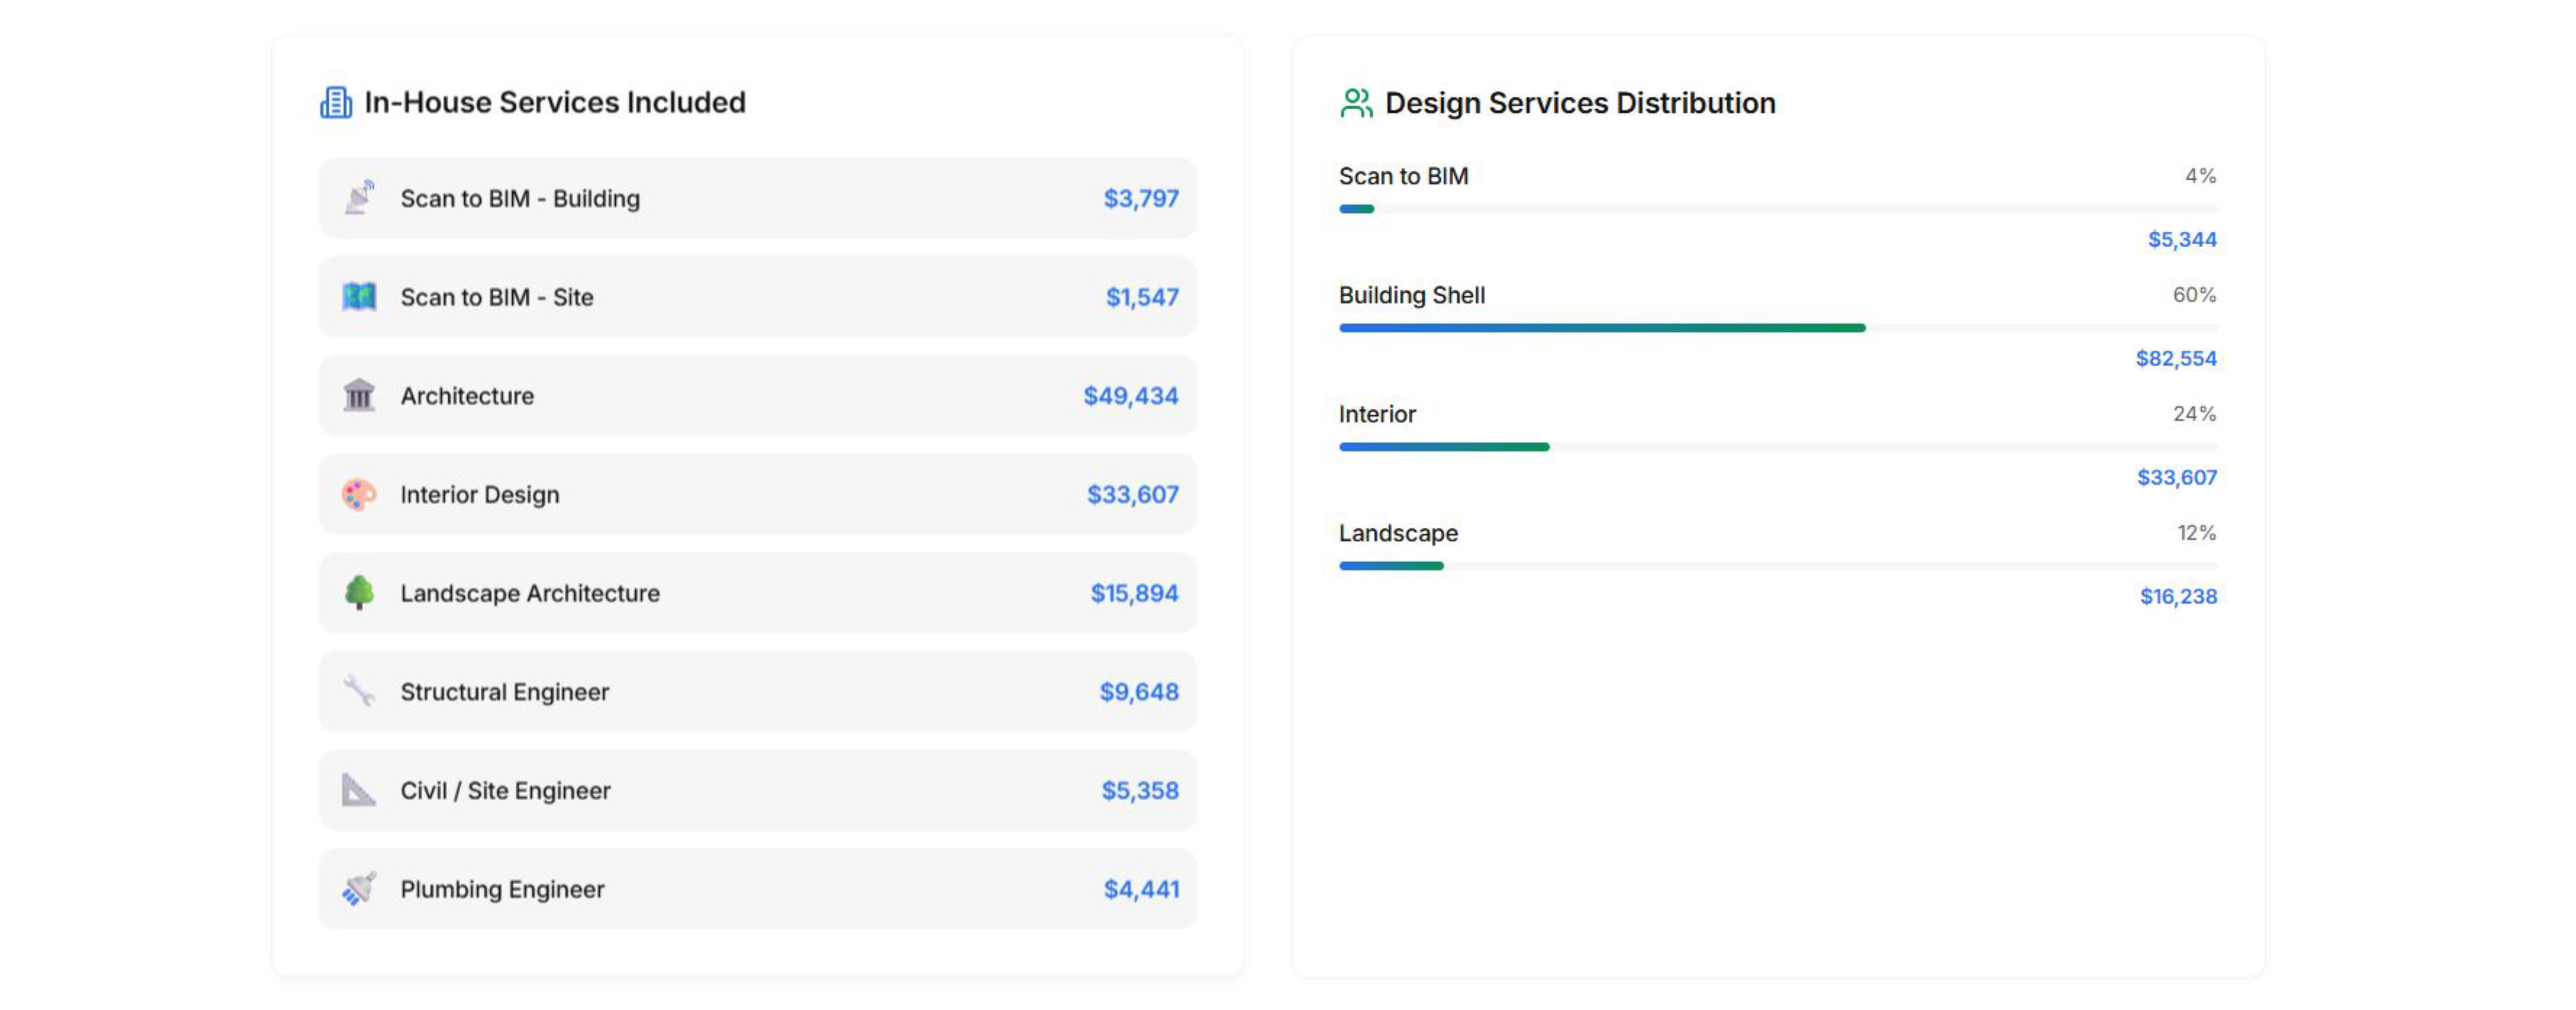 In-House Services Included
Scan to BIM - Building $3,797
Scan to BIM - Site $1,547
Architecture $49,434
Interior Design $33,607
Landscape Architecture $15,894
Structural Engineer $9,648
Civil / Site Engineer $5,358
Plumbing Engineer $4,441
Design Services Distribution
Scan to BIM 4%
$5,344
Building Shell 60%
$82,554
Interior 24%
$33,607
Landscape 12%
$16,238